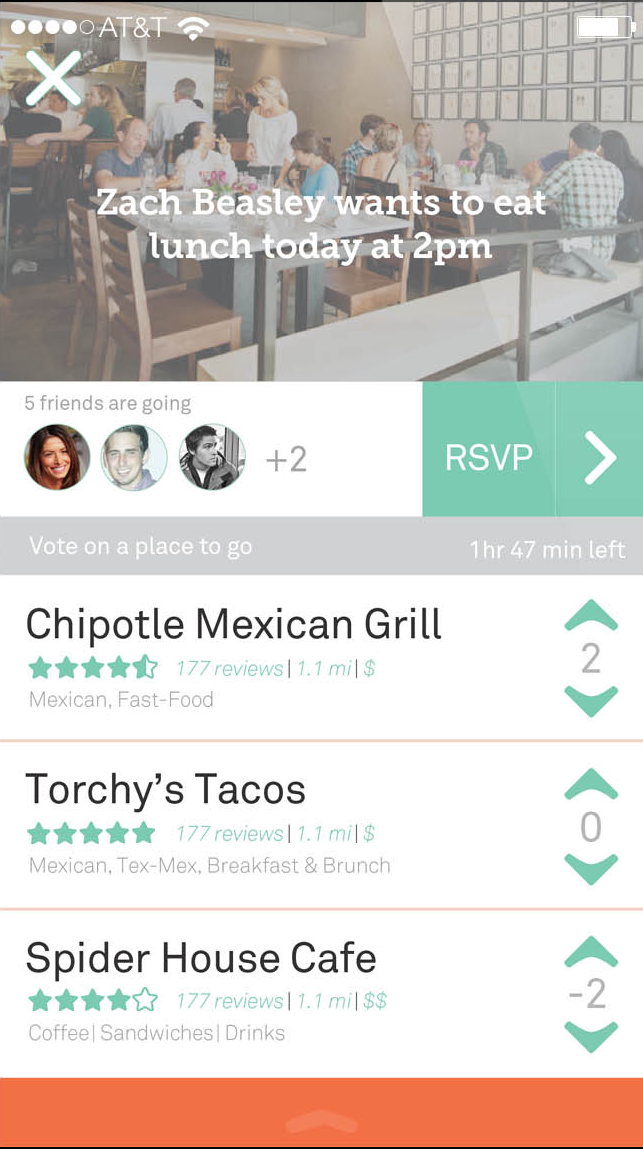 AT&T
Zach Beasley wants to eat
lunch today at 2pm
5 friends are going
+2
RSVP
Vote on a place to go 1hr 47 min left
Chipotle Mexican Grill
177 reviews| 1.1 mi| $
Mexican, Fast-Food
2
Torchy's Tacos
177 reviews| 1.1 mi| $
Mexican, Tex-Mex, Breakfast & Brunch
0
Spider House Cafe
177 reviews| 1.1 mi| $$
Coffee| Sandwiches| Drinks
-2